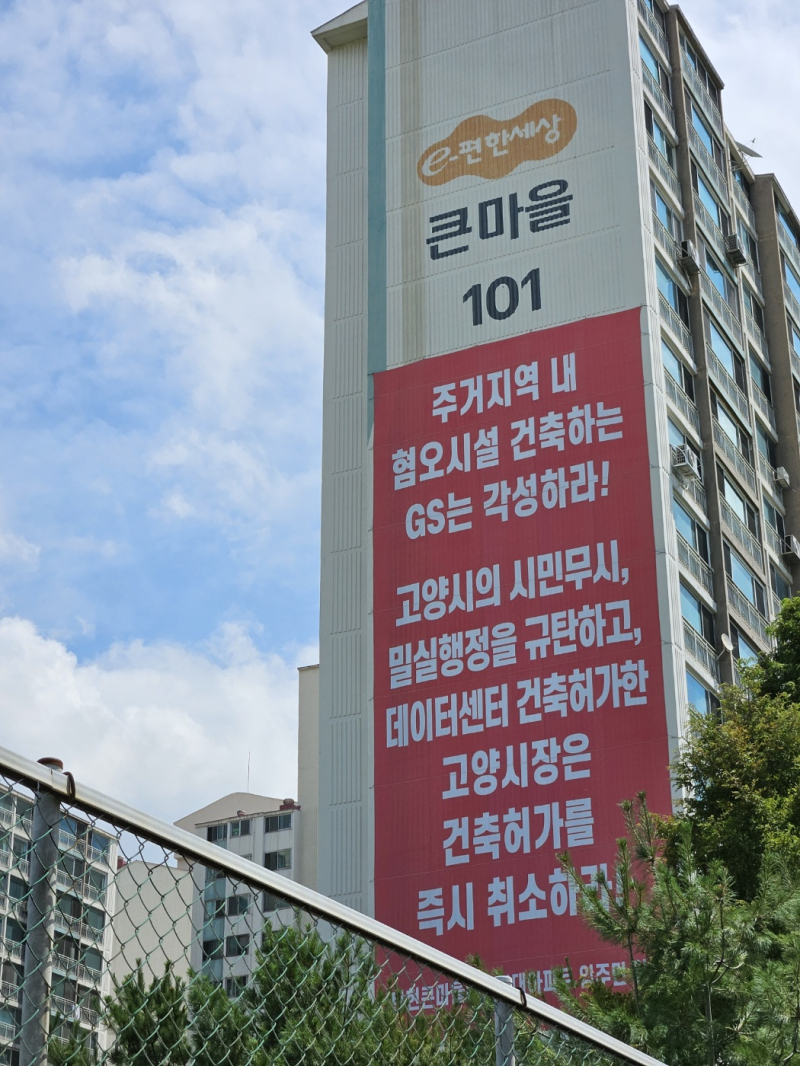 e-편한세상
큰마을
101
주거지역 내
혐오시설 건축하는
GS는 각성하라!
고양시의 시민무시,
밀실행정을 규탄하고,
데이터센터 건축허가한
고양시장은
건축허가를
즉시 취소하라!